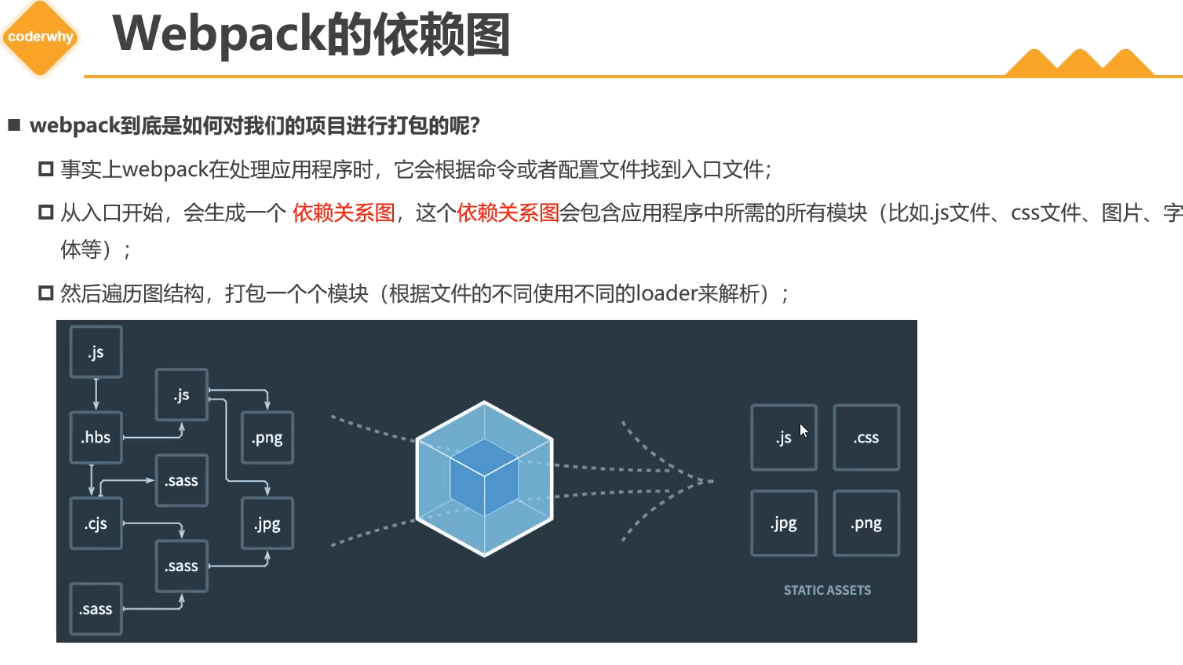 coderwhy
Webpack的依赖图
webpack到底是如何对我们的项目进行打包的呢?
事实上webpack在处理应用程序时，它会根据命令或者配置文件找到入口文件；
从入口开始，会生成一个 依赖关系图，这个依赖关系图会包含应用程序中所需的所有模块（比如.js文件、css文件、图片、字
体等）；
然后遍历图结构，打包一个个模块（根据文件的不同使用不同的loader来解析）；
.js
.js
.hbs
.png
.sass
.cjs
.jpg
.sass
.sass
.js
.css
.jpg
.png
STATIC ASSETS